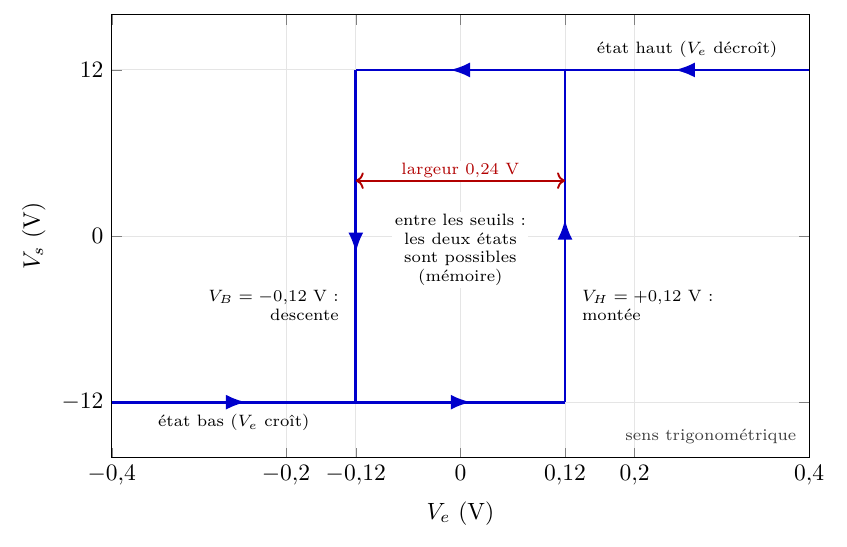 état haut (Vₑ décroît)
12
largeur 0,24 V
entre les seuils :
les deux états
sont possibles
(mémoire)
0
Vₛ (V)
V_B = −0,12 V :
descente
V_H = +0,12 V :
montée
−12
état bas (Vₑ croît)
sens trigonométrique
−0,4 −0,2 −0,12 0 0,12 0,2 0,4
Vₑ (V)